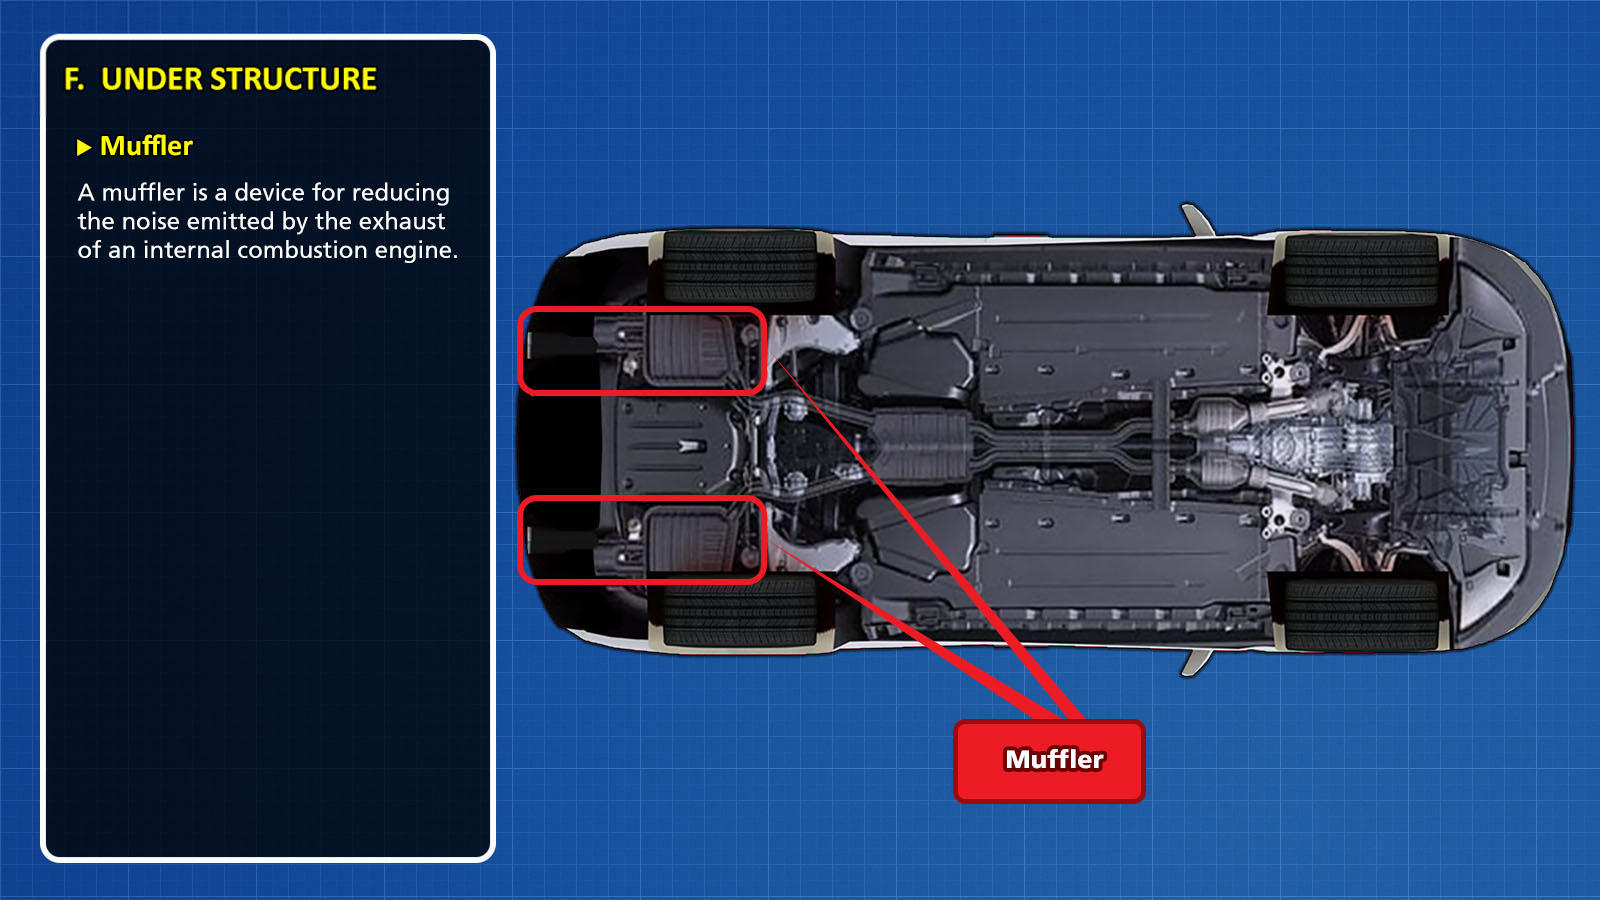 F. UNDER STRUCTURE
Muffler
A muffler is a device for reducing
the noise emitted by the exhaust
of an internal combustion engine.
Muffler